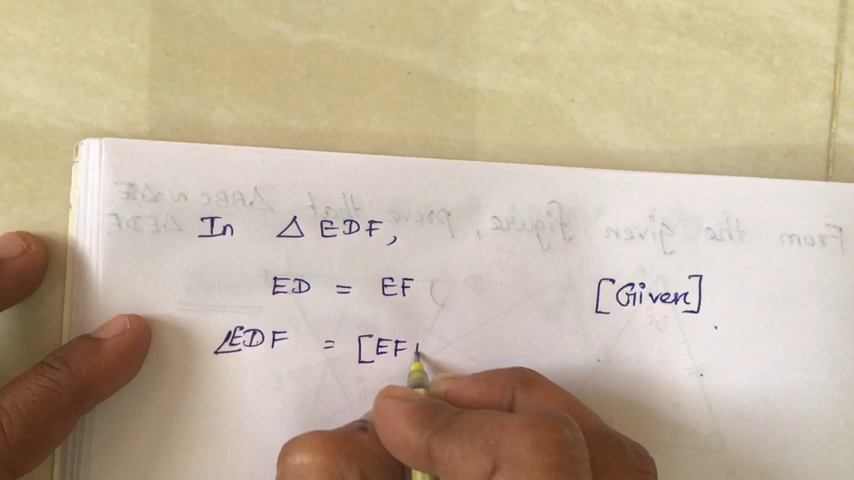 In △ EDF,
ED = EF [Given]
∠EDF = [EF